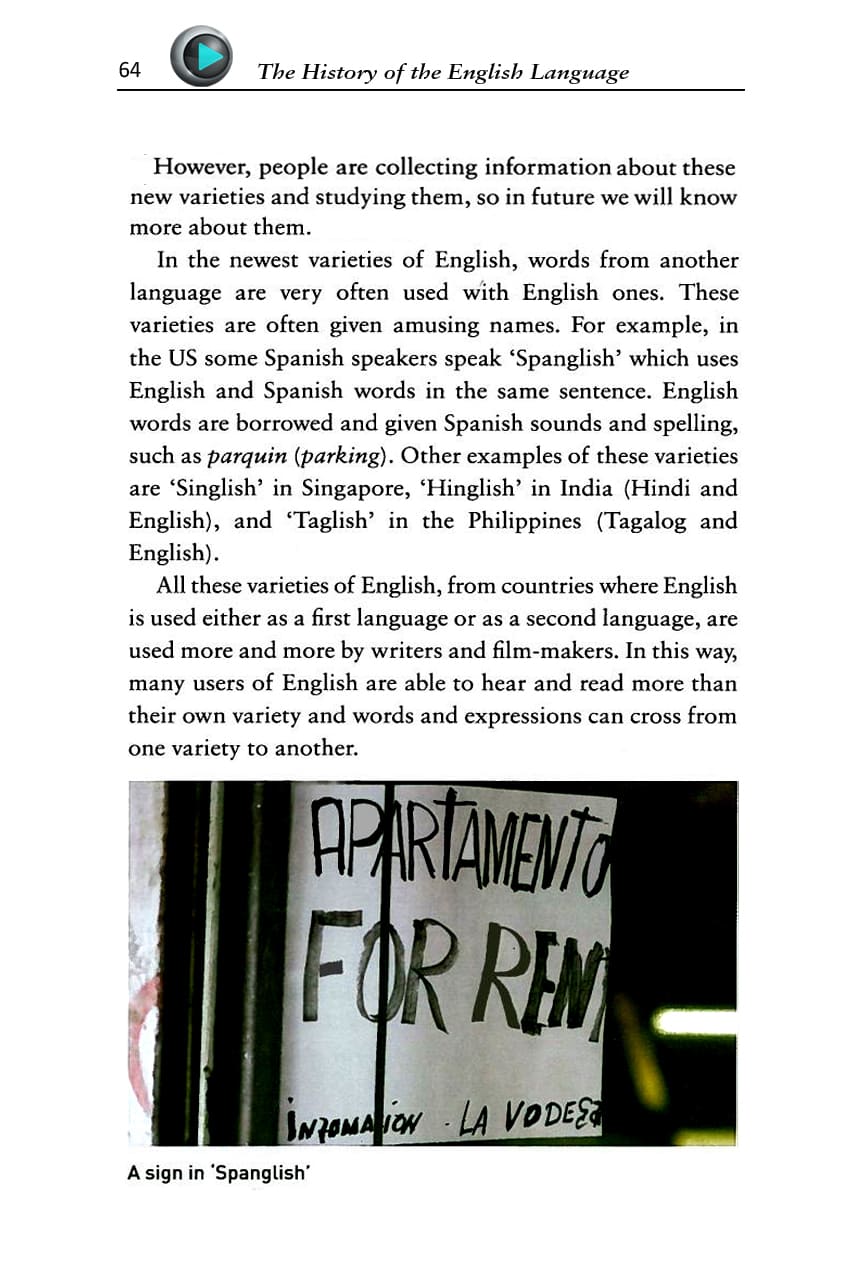 64
The History of the English Language
However, people are collecting information about these
new varieties and studying them, so in future we will know
more about them.
In the newest varieties of English, words from another
language are very often used with English ones. These
varieties are often given amusing names. For example, in
the US some Spanish speakers speak ‘Spanglish’ which uses
English and Spanish words in the same sentence. English
words are borrowed and given Spanish sounds and spelling,
such as parquin (parking). Other examples of these varieties
are ‘Singlish’ in Singapore, ‘Hinglish’ in India (Hindi and
English), and ‘Taglish’ in the Philippines (Tagalog and
English).
All these varieties of English, from countries where English
is used either as a first language or as a second language, are
used more and more by writers and film-makers. In this way,
many users of English are able to hear and read more than
their own variety and words and expressions can cross from
one variety to another.
APARTAMENTO
FOR RENT
LA
A sign in ‘Spanglish’